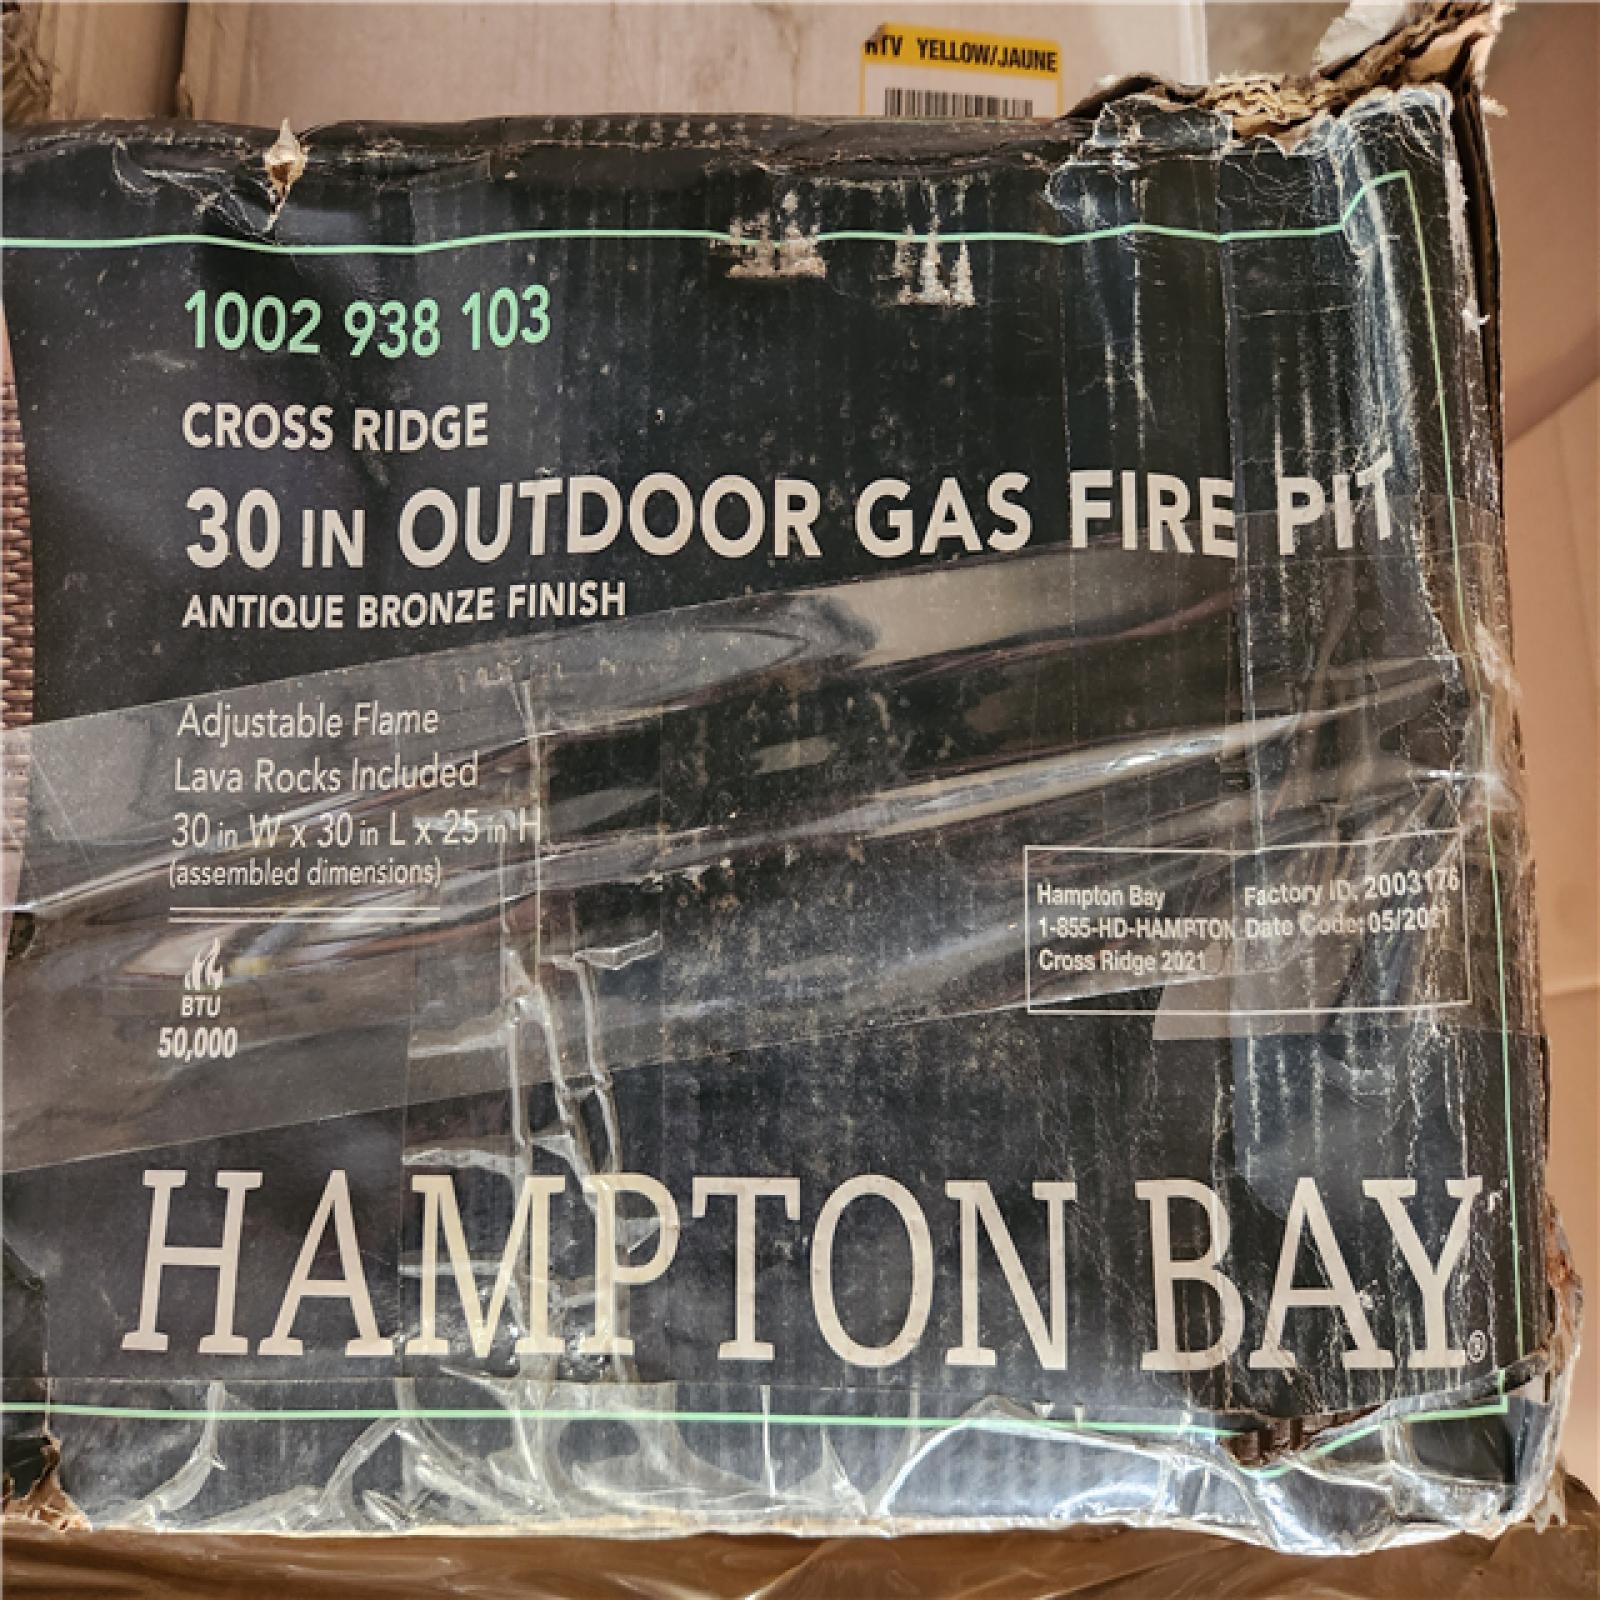 RTV YELLOW/JAUNE
1002 938 103
CROSS RIDGE
30 IN OUTDOOR GAS FIRE PIT
ANTIQUE BRONZE FINISH
Adjustable Flame
Lava Rocks Included
30 in W x 30 in L x 25 in H
(assembled dimensions)
BTU
50,000
Hampton Bay
1-855-HD-HAMPTON
Cross Ridge 2021
Factory ID: 2003176
Date Code: 05/2021
HAMPTON BAY®